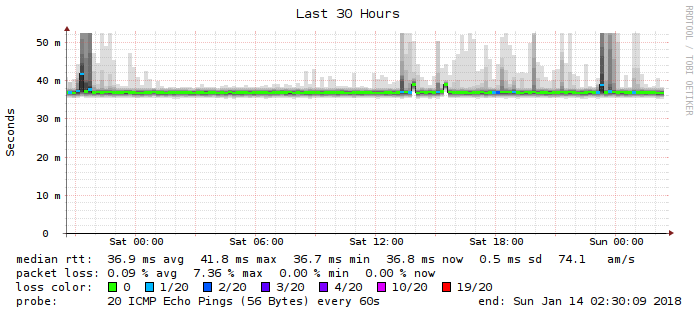 Last 30 Hours
RRDTOOL / TOBI OETIKER
Seconds
50 m
40 m
30 m
20 m
10 m
0
Sat 00:00 Sat 06:00 Sat 12:00 Sat 18:00 Sun 00:00
median rtt: 36.9 ms avg 41.8 ms max 36.7 ms min 36.8 ms now 0.5 ms sd 74.1 am/s
packet loss: 0.09 % avg 7.36 % max 0.00 % min 0.00 % now
loss color: 0 1/20 2/20 3/20 4/20 10/20 19/20
probe: 20 ICMP Echo Pings (56 Bytes) every 60s end: Sun Jan 14 02:30:09 2018